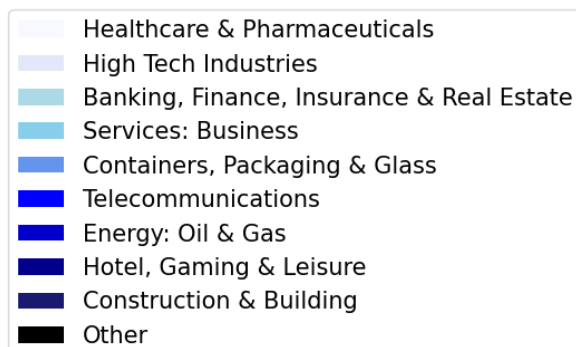 Healthcare & Pharmaceuticals
High Tech Industries
Banking, Finance, Insurance & Real Estate
Services: Business
Containers, Packaging & Glass
Telecommunications
Energy: Oil & Gas
Hotel, Gaming & Leisure
Construction & Building
Other